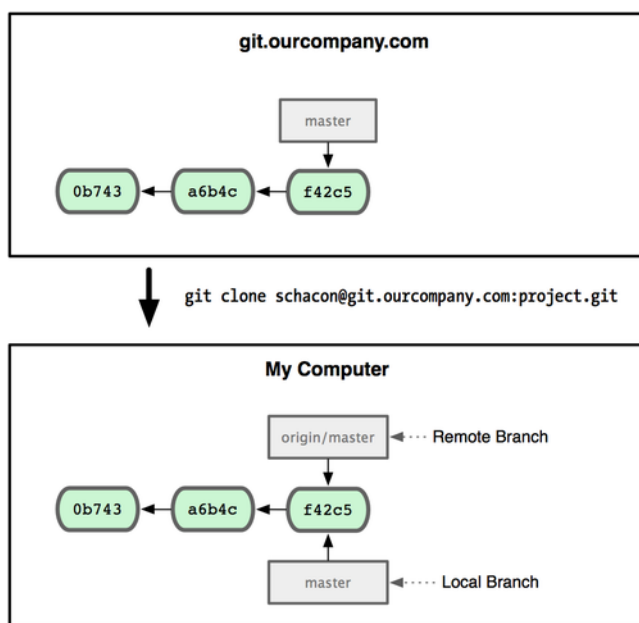 git.ourcompany.com
master
0b743 a6b4c f42c5
git clone schacon@git.ourcompany.com:project.git
My Computer
origin/master Remote Branch
0b743 a6b4c f42c5
master Local Branch